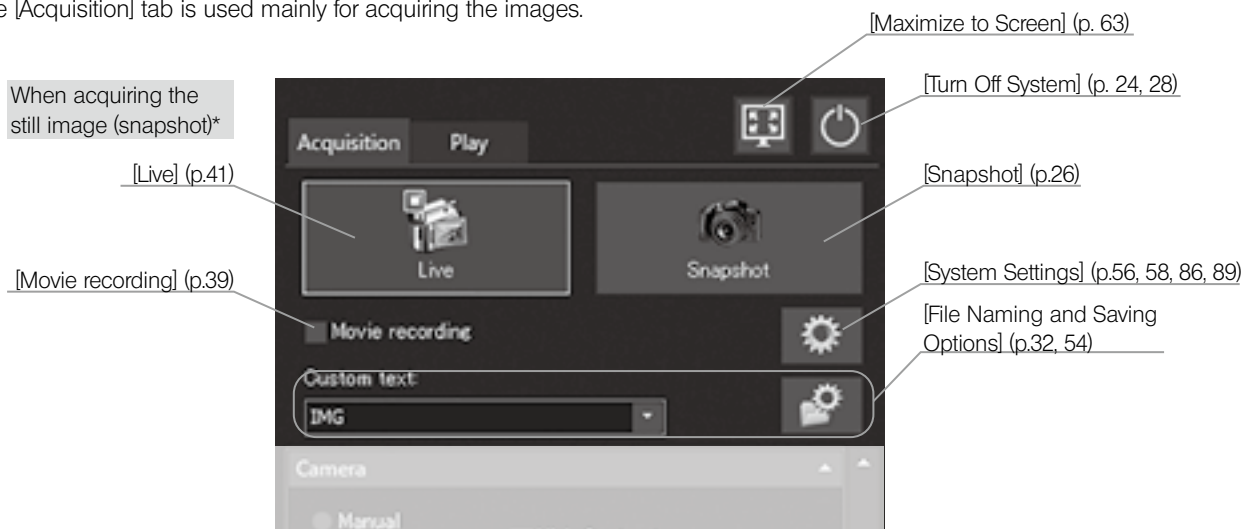 e [Acquisition] tab is used mainly for acquiring the images.
[Maximize to Screen] (p. 63)
When acquiring the
still image (snapshot)*
[Turn Off System] (p. 24, 28)
Acquisition
Play
[Live] (p.41)
[Snapshot] (p.26)
Live
Snapshot
[Movie recording] (p.39)
[System Settings] (p.56, 58, 86, 89)
Movie recording
[File Naming and Saving
Options] (p.32, 54)
Custom text:
IMG
Camera
Manual